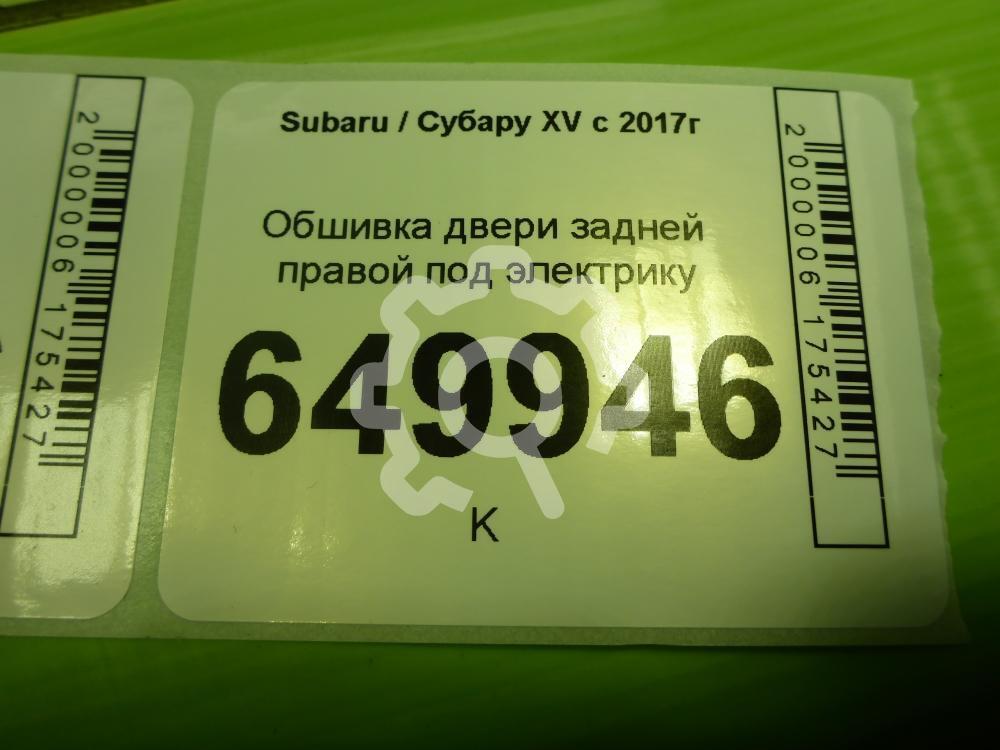 Subaru / Субару XV с 2017г
Обшивка двери задней
правой под электрику
649946
К
2000006175427
2000006175427